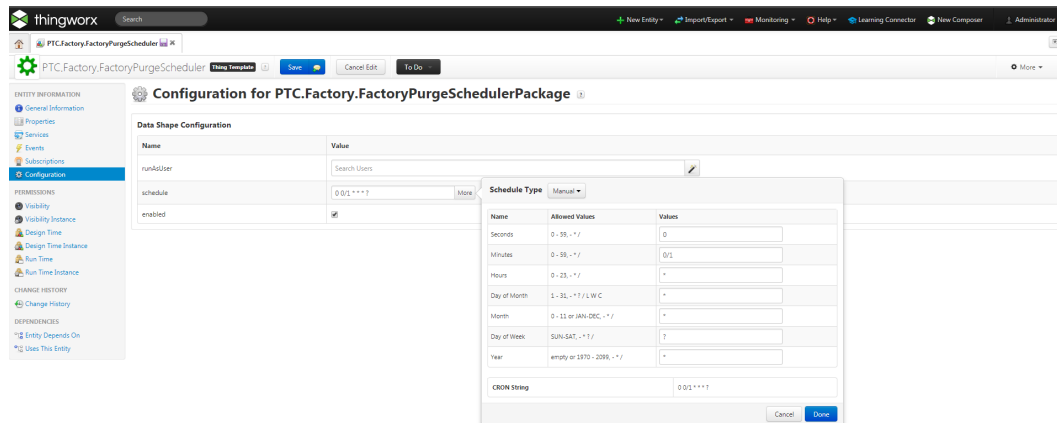 thingworx Search New Entity Import/Export Monitoring Help Learning Connector New Composer Administrator
PTC.Factory.FactoryPurgeScheduler
PTC.Factory.FactoryPurgeScheduler Thing Template Save Cancel Edit To Do More
ENTITY INFORMATION
General Information
Properties
Services
Events
Subscriptions
Configuration
PERMISSIONS
Visibility
Visibility Instance
Design Time
Design Time Instance
Run Time
Run Time Instance
CHANGE HISTORY
Change History
DEPENDENCIES
Entity Depends On
Uses This Entity
Configuration for PTC.Factory.FactoryPurgeSchedulerPackage
Data Shape Configuration
Name Value
runAsUser Search Users
schedule 0 0/1 * * * ? More
enabled
Schedule Type Manual
Name Allowed Values Values
Seconds 0 - 59, - * / 0
Minutes 0 - 59, - * / 0/1
Hours 0 - 23, - * / *
Day of Month 1 - 31, - * ? / L W C *
Month 0 - 11 or JAN-DEC, - * / *
Day of Week SUN-SAT, - * ? / ?
Year empty or 1970 - 2099, - * / *
CRON String 0 0/1 * * * ?
Cancel Done